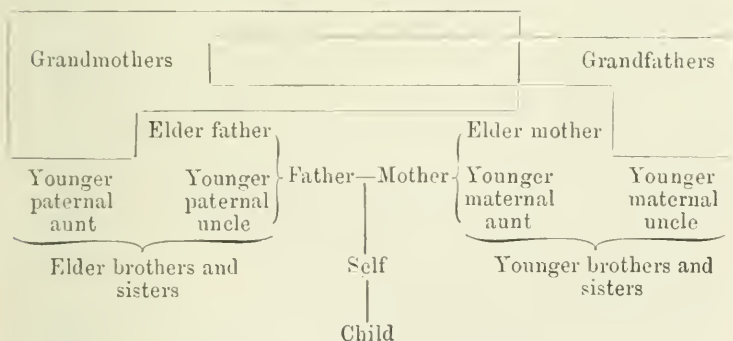 Grandmothers Grandfathers
Elder father Elder mother
Father—Mother
Younger Younger Younger Younger
paternal paternal maternal maternal
aunt uncle aunt uncle
Elder brothers and Self Younger brothers and
sisters sisters
Child